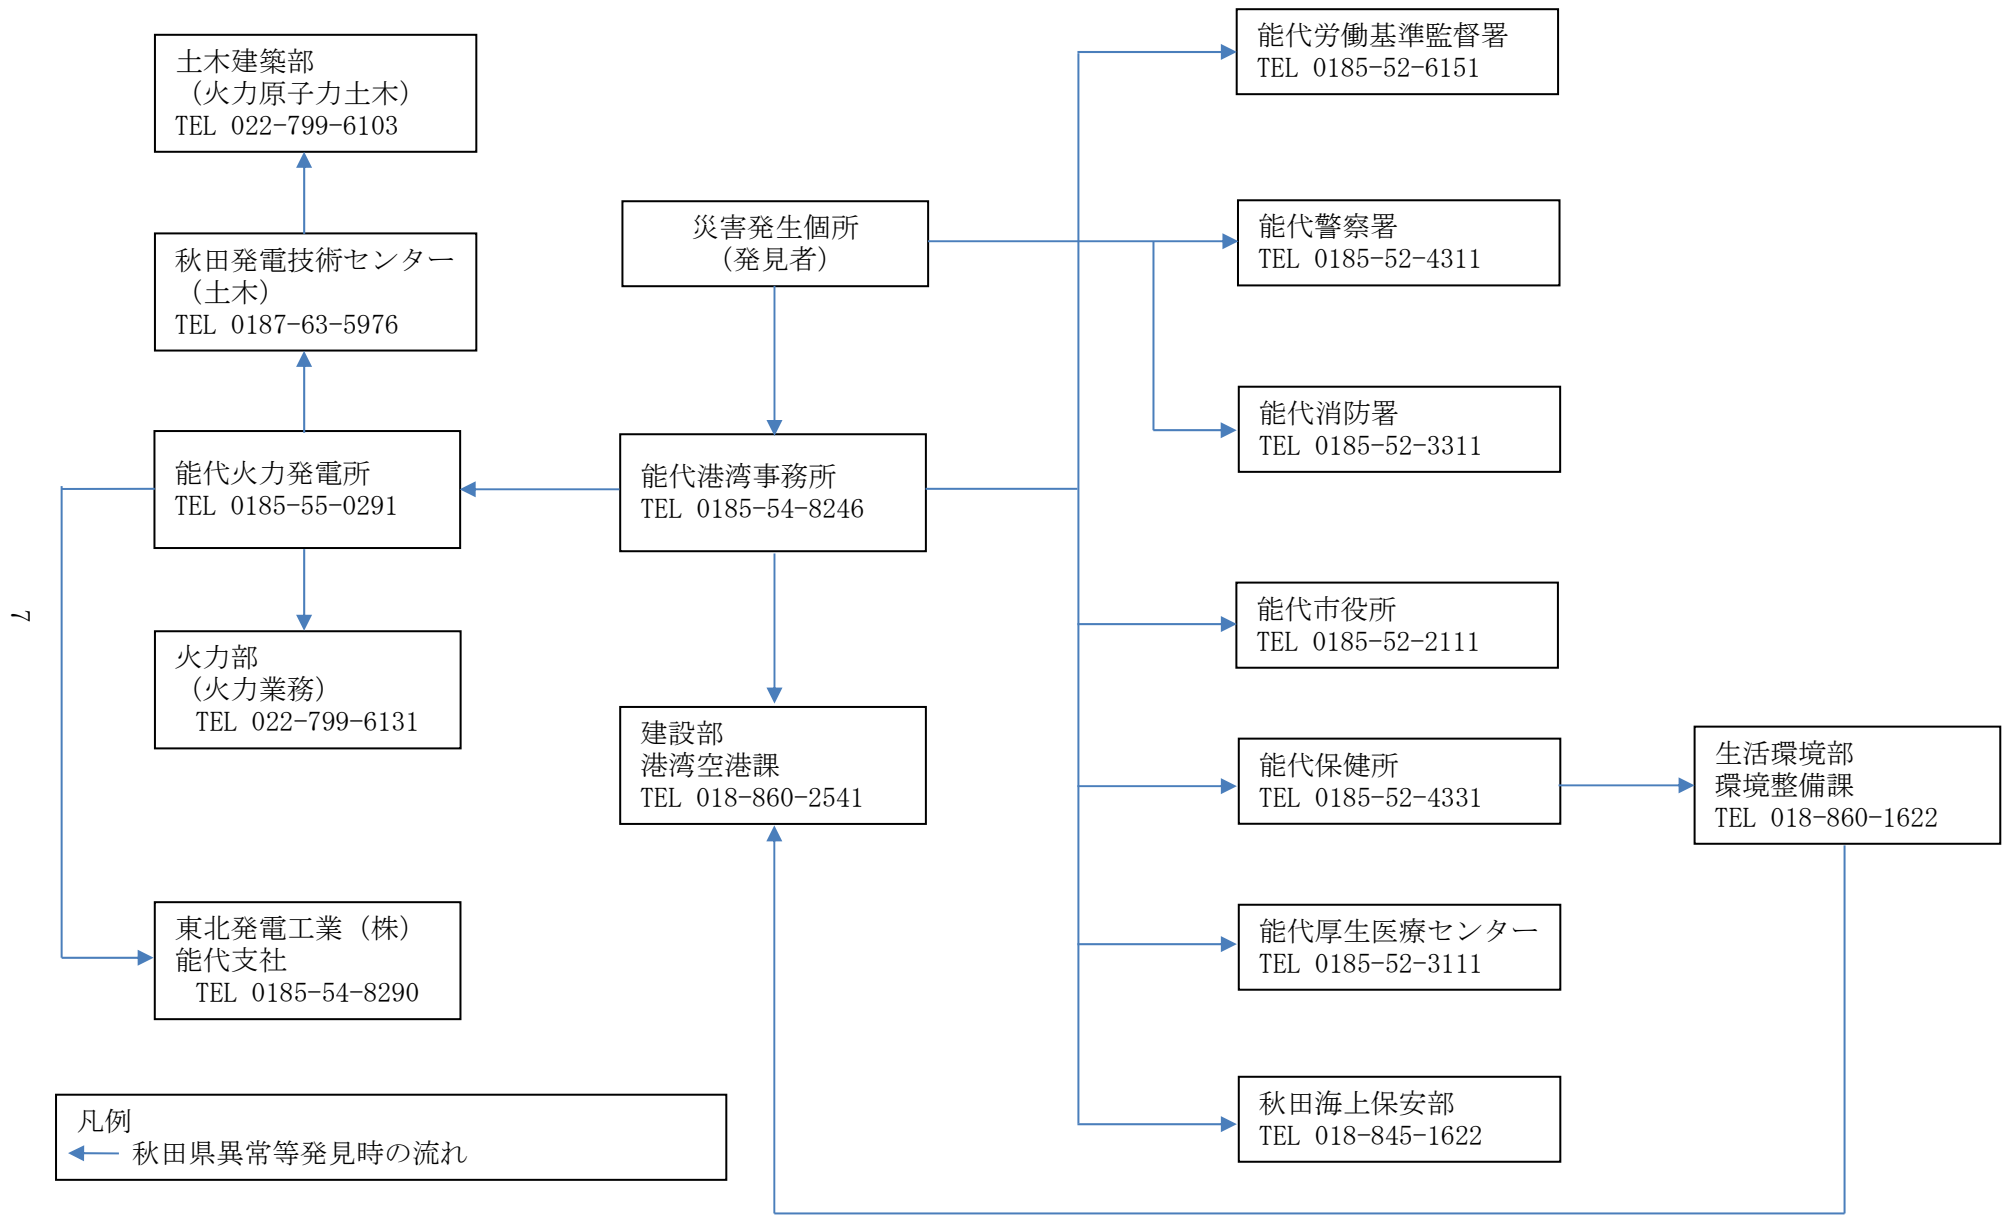 土木建築部
（火力原子力土木）
TEL 022-799-6103
秋田発電技術センター
（土木）
TEL 0187-63-5976
能代火力発電所
TEL 0185-55-0291
火力部
（火力業務）
TEL 022-799-6131
東北発電工業（株）
能代支社
TEL 0185-54-8290
災害発生個所
（発見者）
能代港湾事務所
TEL 0185-54-8246
建設部
港湾空港課
TEL 018-860-2541
能代労働基準監督署
TEL 0185-52-6151
能代警察署
TEL 0185-52-4311
能代消防署
TEL 0185-52-3311
能代市役所
TEL 0185-52-2111
能代保健所
TEL 0185-52-4331
能代厚生医療センター
TEL 0185-52-3111
秋田海上保安部
TEL 018-845-1622
生活環境部
環境整備課
TEL 018-860-1622
凡例
秋田県異常等発見時の流れ
7